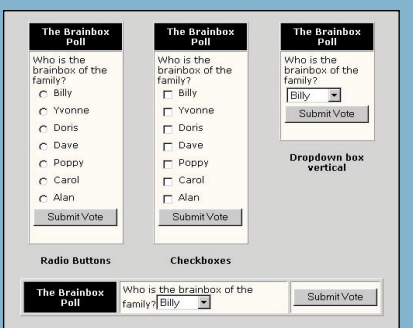 The Brainbox
Poll
Who is the
brainbox of the
family?
Billy
Yvonne
Doris
Dave
Poppy
Carol
Alan
Submit Vote
Radio Buttons
The Brainbox
Poll
Who is the
brainbox of the
family?
Billy
Yvonne
Doris
Dave
Poppy
Carol
Alan
Submit Vote
Checkboxes
The Brainbox
Poll
Who is the
brainbox of the
family?
Billy
Submit Vote
Dropdown box
vertical
The Brainbox
Poll
Who is the brainbox of the
family? Billy
Submit Vote